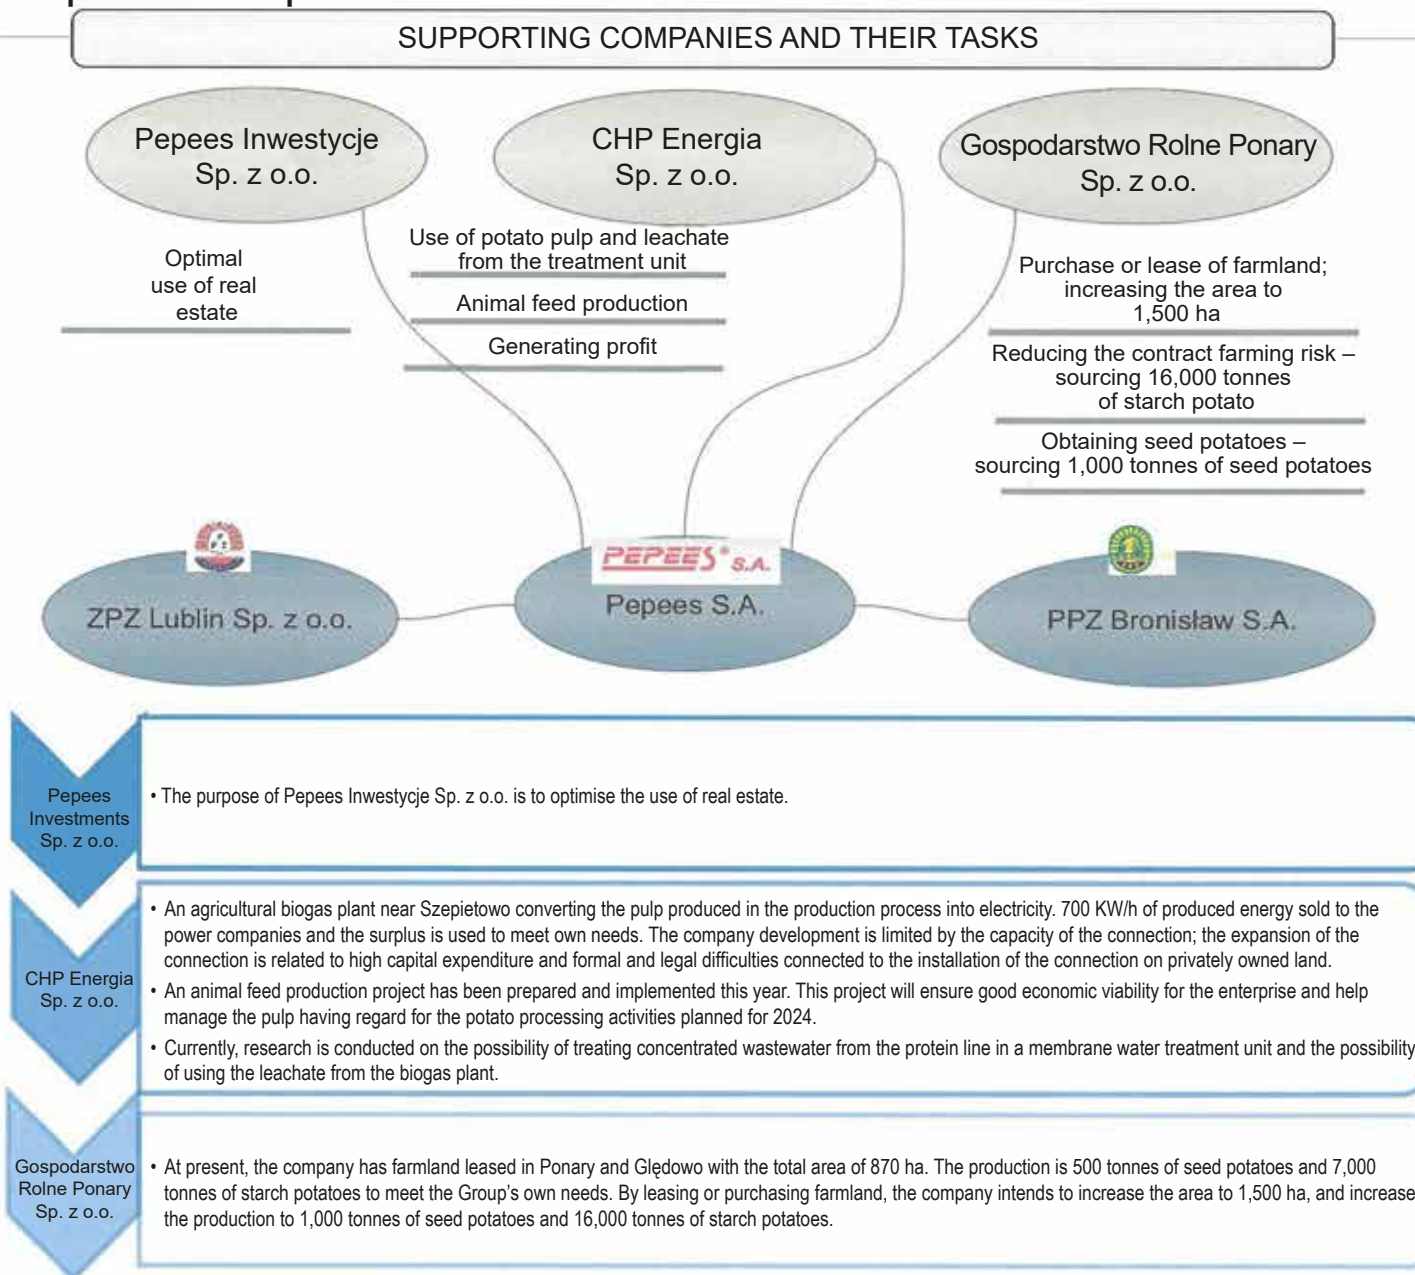 SUPPORTING COMPANIES AND THEIR TASKS
Pepees Inwestycje
Sp. z o.o.
CHP Energia
Sp. z o.o.
Gospodarstwo Rolne Ponary
Sp. z o.o.
Optimal
use of real
estate
Use of potato pulp and leachate
from the treatment unit
Animal feed production
Generating profit
Purchase or lease of farmland;
increasing the area to
1,500 ha
Reducing the contract farming risk –
sourcing 16,000 tonnes
of starch potato
Obtaining seed potatoes –
sourcing 1,000 tonnes of seed potatoes
ZPZ Lublin Sp. z o.o.
PEPEES® S.A.
Pepees S.A.
PPZ Bronisław S.A.
Pepees
Investments
Sp. z o.o.
• The purpose of Pepees Inwestycje Sp. z o.o. is to optimise the use of real estate.
CHP Energia
Sp. z o.o.
• An agricultural biogas plant near Szepietowo converting the pulp produced in the production process into electricity. 700 KW/h of produced energy sold to the
power companies and the surplus is used to meet own needs. The company development is limited by the capacity of the connection; the expansion of the
connection is related to high capital expenditure and formal and legal difficulties connected to the installation of the connection on privately owned land.
• An animal feed production project has been prepared and implemented this year. This project will ensure good economic viability for the enterprise and help
manage the pulp having regard for the potato processing activities planned for 2024.
• Currently, research is conducted on the possibility of treating concentrated wastewater from the protein line in a membrane water treatment unit and the possibility
of using the leachate from the biogas plant.
Gospodarstwo
Rolne Ponary
Sp. z o.o.
• At present, the company has farmland leased in Ponary and Ględowo with the total area of 870 ha. The production is 500 tonnes of seed potatoes and 7,000
tonnes of starch potatoes to meet the Group's own needs. By leasing or purchasing farmland, the company intends to increase the area to 1,500 ha, and increase
the production to 1,000 tonnes of seed potatoes and 16,000 tonnes of starch potatoes.